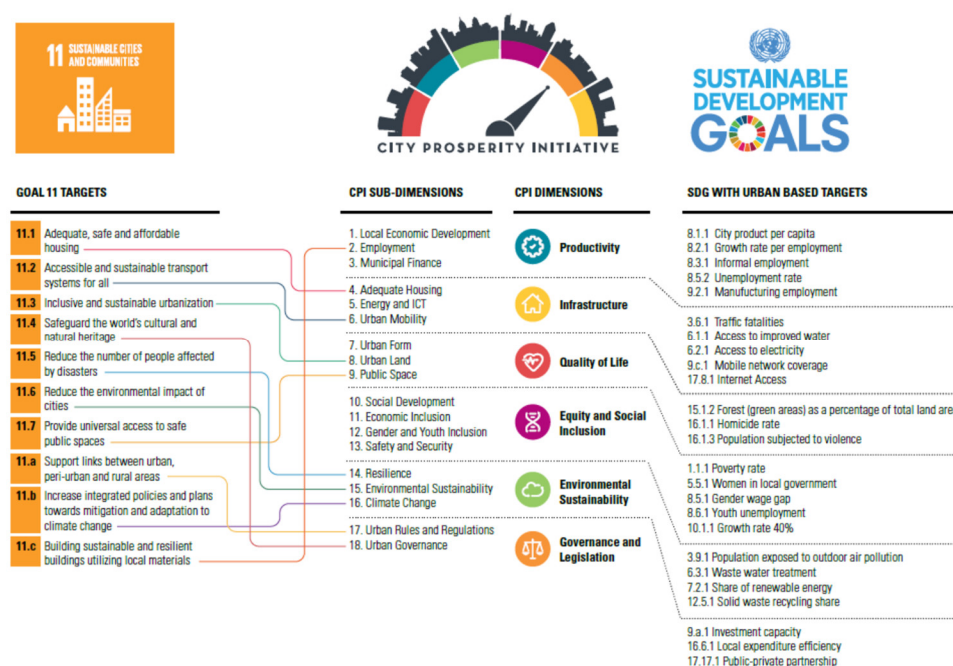 11 SUSTAINABLE CITIES
AND COMMUNITIES
CITY PROSPERITY INITIATIVE
SUSTAINABLE
DEVELOPMENT
GOALS
GOAL 11 TARGETS
11.1 Adequate, safe and affordable
housing
11.2 Accessible and sustainable transport
systems for all
11.3 Inclusive and sustainable urbanization
11.4 Safeguard the world's cultural and
natural heritage
11.5 Reduce the number of people affected
by disasters
11.6 Reduce the environmental impact of
cities
11.7 Provide universal access to safe
public spaces
11.a Support links between urban,
peri-urban and rural areas
11.b Increase integrated policies and plans
towards mitigation and adaptation to
climate change
11.c Building sustainable and resilient
buildings utilizing local materials
CPI SUB-DIMENSIONS
1. Local Economic Development
2. Employment
3. Municipal Finance
4. Adequate Housing
5. Energy and ICT
6. Urban Mobility
7. Urban Form
8. Urban Land
9. Public Space
10. Social Development
11. Economic Inclusion
12. Gender and Youth Inclusion
13. Safety and Security
14. Resilience
15. Environmental Sustainability
16. Climate Change
17. Urban Rules and Regulations
18. Urban Governance
CPI DIMENSIONS
Productivity
Infrastructure
Quality of Life
Equity and Social
Inclusion
Environmental
Sustainability
Governance and
Legislation
SDG WITH URBAN BASED TARGETS
8.1.1 City product per capita
8.2.1 Growth rate per employment
8.3.1 Informal employment
8.5.2 Unemployment rate
9.2.1 Manufucturing employment
3.6.1 Traffic fatalities
6.1.1 Access to improved water
6.2.1 Access to electricity
9.c.1 Mobile network coverage
17.8.1 Internet Access
15.1.2 Forest (green areas) as a percentage of total land are
16.1.1 Homicide rate
16.1.3 Population subjected to violence
1.1.1 Poverty rate
5.5.1 Women in local government
8.5.1 Gender wage gap
8.6.1 Youth unemployment
10.1.1 Growth rate 40%
3.9.1 Population exposed to outdoor air pollution
6.3.1 Waste water treatment
7.2.1 Share of renewable energy
12.5.1 Solid waste recycling share
9.a.1 Investment capacity
16.6.1 Local expenditure efficiency
17.17.1 Public-private partnership